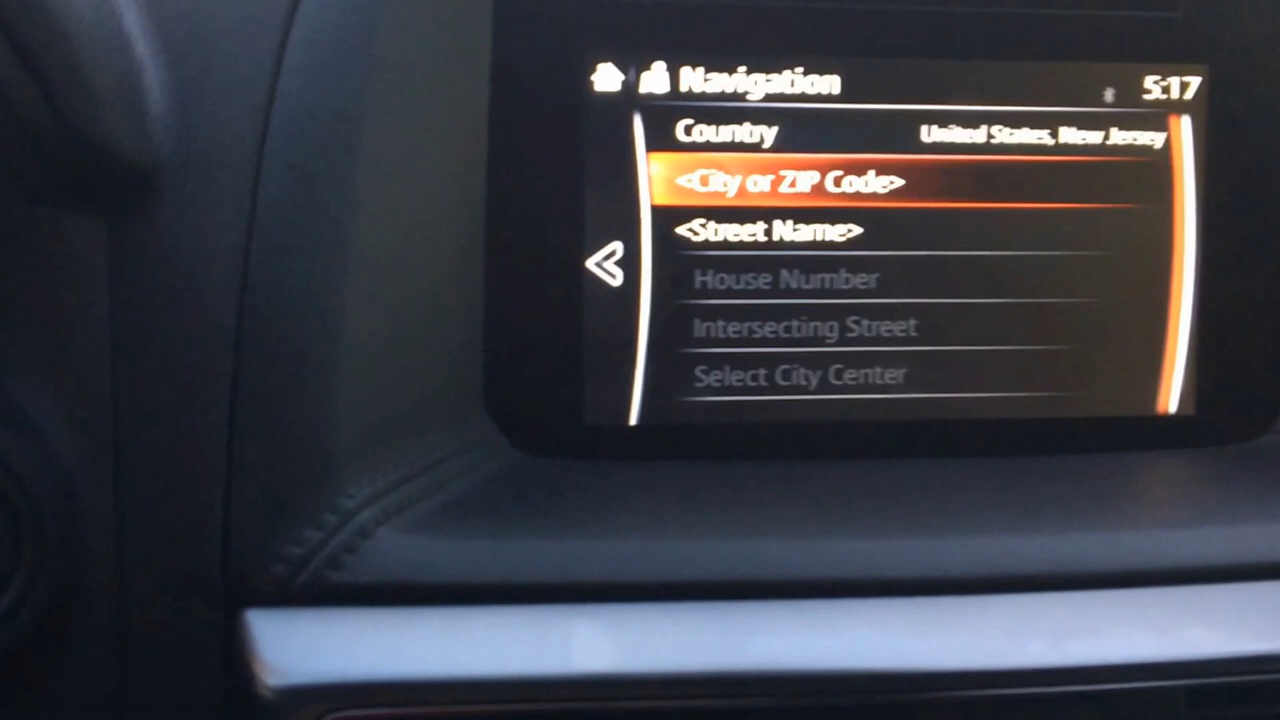 Navigation 5:17
Country United States, New Jersey
<City or ZIP Code>
<Street Name>
House Number
Intersecting Street
Select City Center